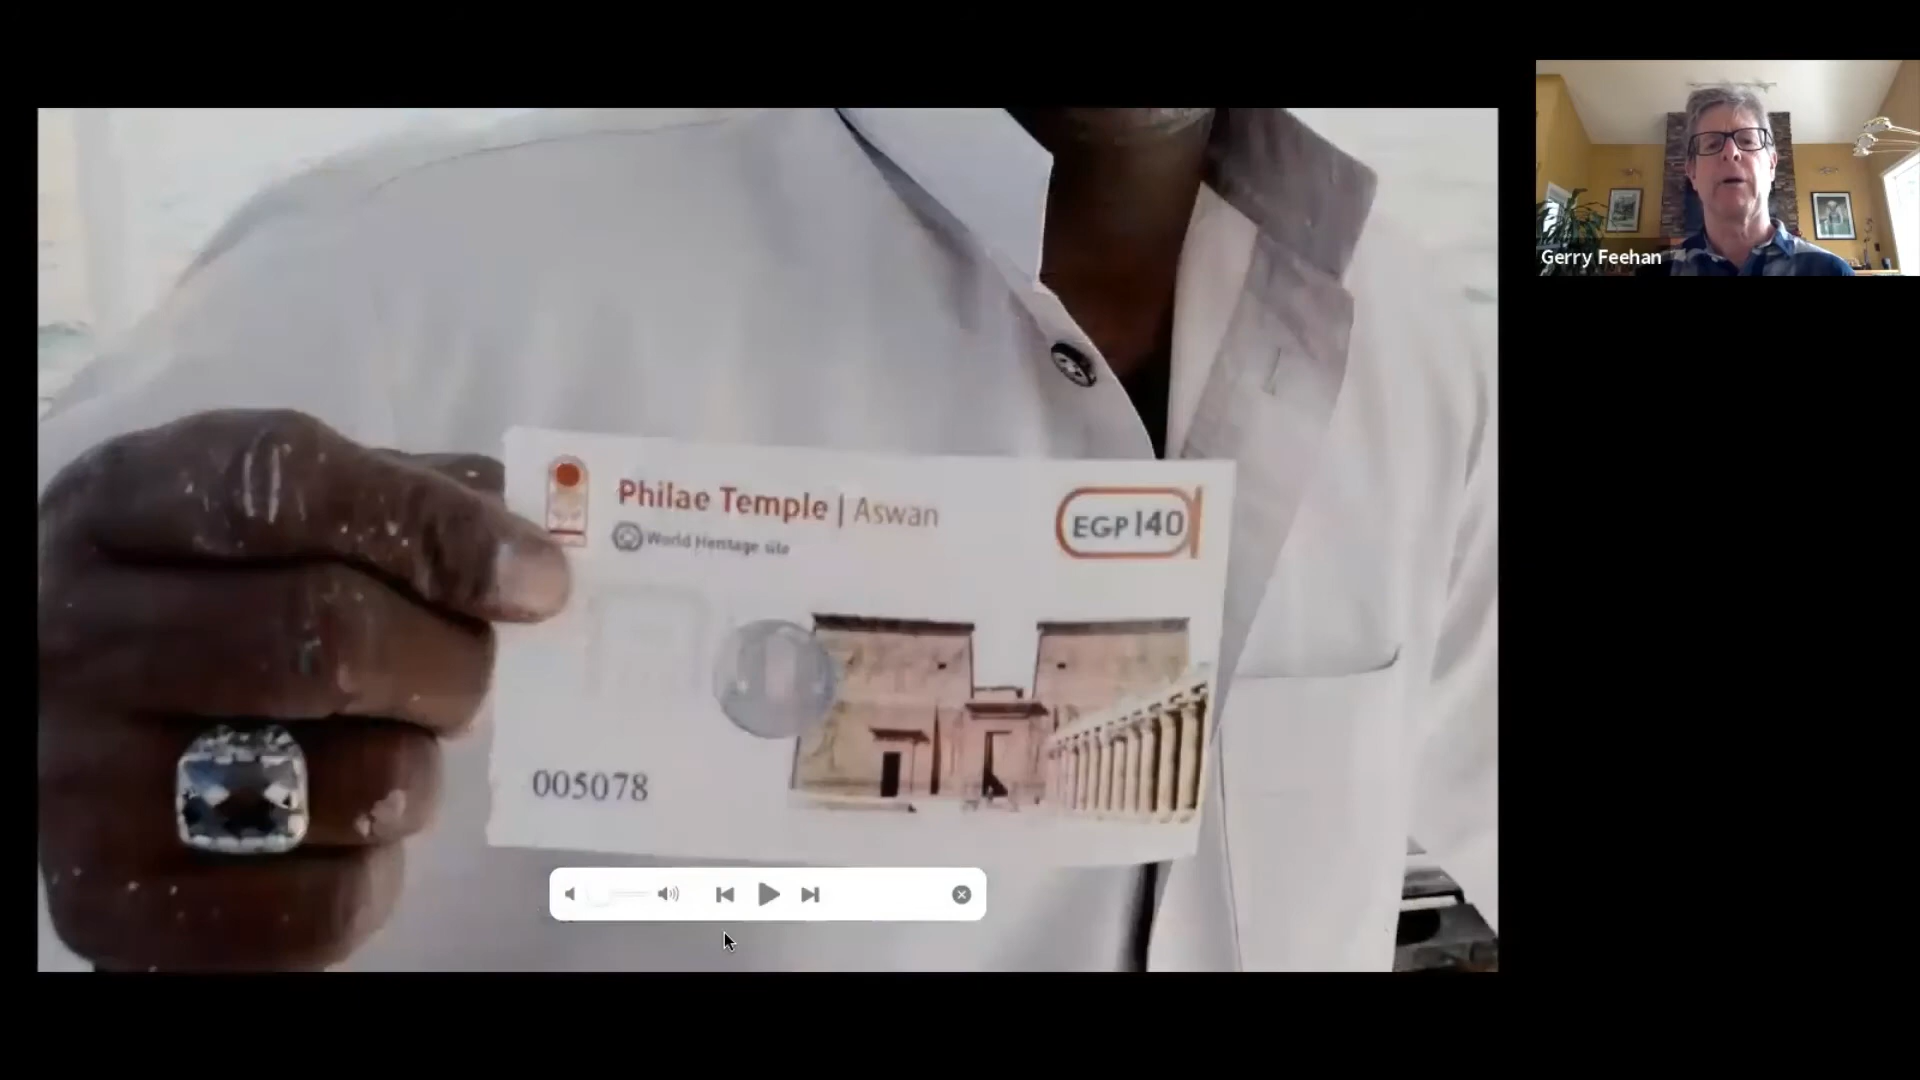 Philae Temple | Aswan
World Heritage site
EGP 140
005078
Gerry Feehan